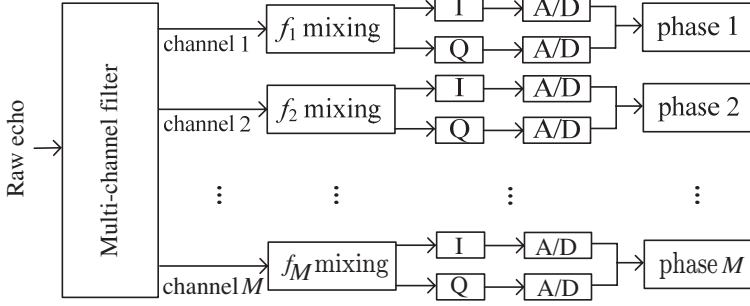 Raw echo
Multi-channel filter
channel 1
f1 mixing
I
A/D
Q
A/D
phase 1
channel 2
f2 mixing
I
A/D
Q
A/D
phase 2
... ... ... ...
channel M
fM mixing
I
A/D
Q
A/D
phase M